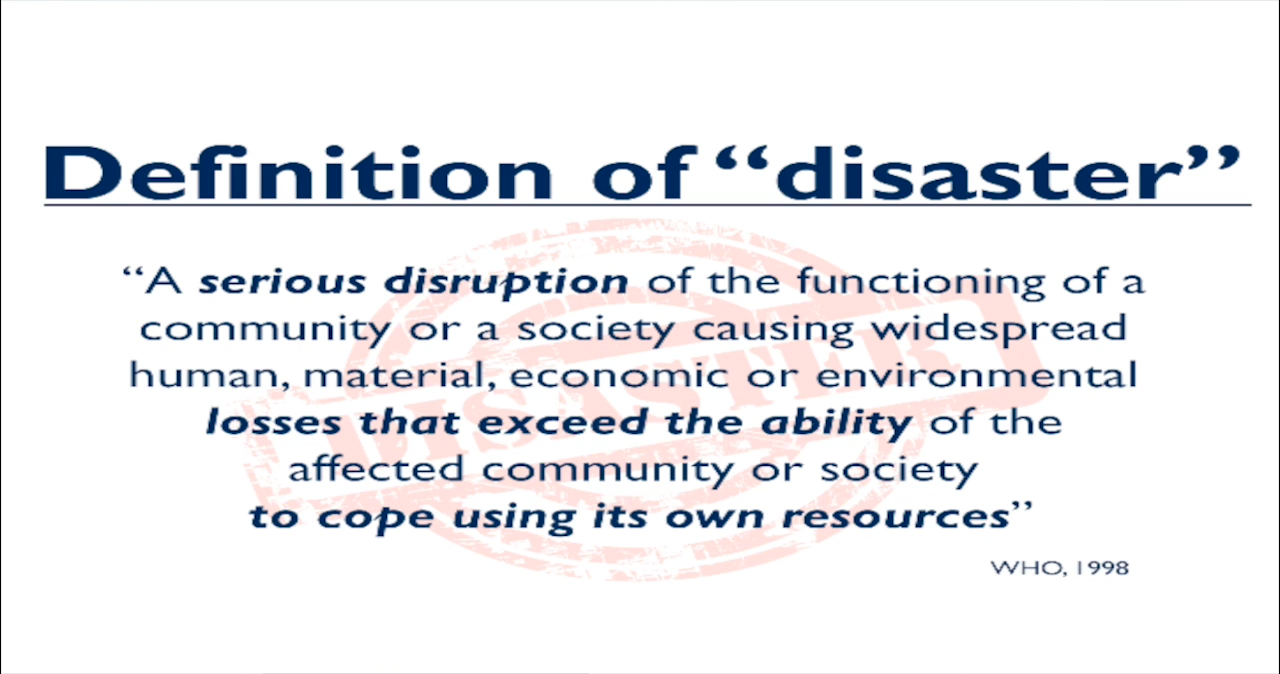 Definition of “disaster”
“A serious disruption of the functioning of a
community or a society causing widespread
human, material, economic or environmental
losses that exceed the ability of the
affected community or society
to cope using its own resources”
WHO, 1998
DISASTER